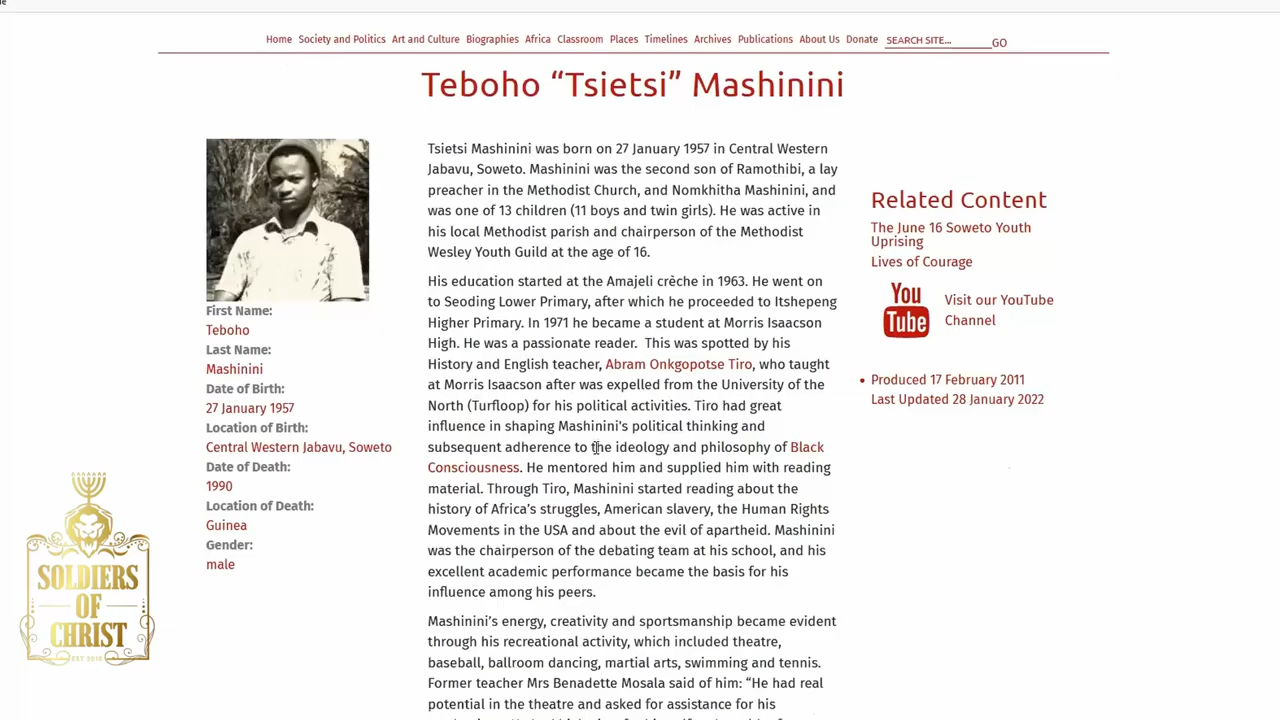 Home Society and Politics Art and Culture Biographies Africa Classroom Places Timelines Archives Publications About Us Donate SEARCH SITE... GO
Teboho “Tsietsi” Mashinini
First Name:
Teboho
Last Name:
Mashinini
Date of Birth:
27 January 1957
Location of Birth:
Central Western Jabavu, Soweto
Date of Death:
1990
Location of Death:
Guinea
Gender:
male
Tsietsi Mashinini was born on 27 January 1957 in Central Western
Jabavu, Soweto. Mashinini was the second son of Ramothibi, a lay
preacher in the Methodist Church, and Nomkhitha Mashinini, and
was one of 13 children (11 boys and twin girls). He was active in
his local Methodist parish and chairperson of the Methodist
Wesley Youth Guild at the age of 16.
His education started at the Amajeli crèche in 1963. He went on
to Seoding Lower Primary, after which he proceeded to Itshepeng
Higher Primary. In 1971 he became a student at Morris Isaacson
High. He was a passionate reader. This was spotted by his
History and English teacher, Abram Onkgopotse Tiro, who taught
at Morris Isaacson after was expelled from the University of the
North (Turfloop) for his political activities. Tiro had great
influence in shaping Mashinini's political thinking and
subsequent adherence to the ideology and philosophy of Black
Consciousness. He mentored him and supplied him with reading
material. Through Tiro, Mashinini started reading about the
history of Africa’s struggles, American slavery, the Human Rights
Movements in the USA and about the evil of apartheid. Mashinini
was the chairperson of the debating team at his school, and his
excellent academic performance became the basis for his
influence among his peers.
Mashinini’s energy, creativity and sportsmanship became evident
through his recreational activity, which included theatre,
baseball, ballroom dancing, martial arts, swimming and tennis.
Former teacher Mrs Benadette Mosala said of him: “He had real
potential in the theatre and asked for assistance for his
Related Content
The June 16 Soweto Youth
Uprising
Lives of Courage
You
Tube
Visit our YouTube
Channel
Produced 17 February 2011
Last Updated 28 January 2022
SOLDIERS
OF
CHRIST